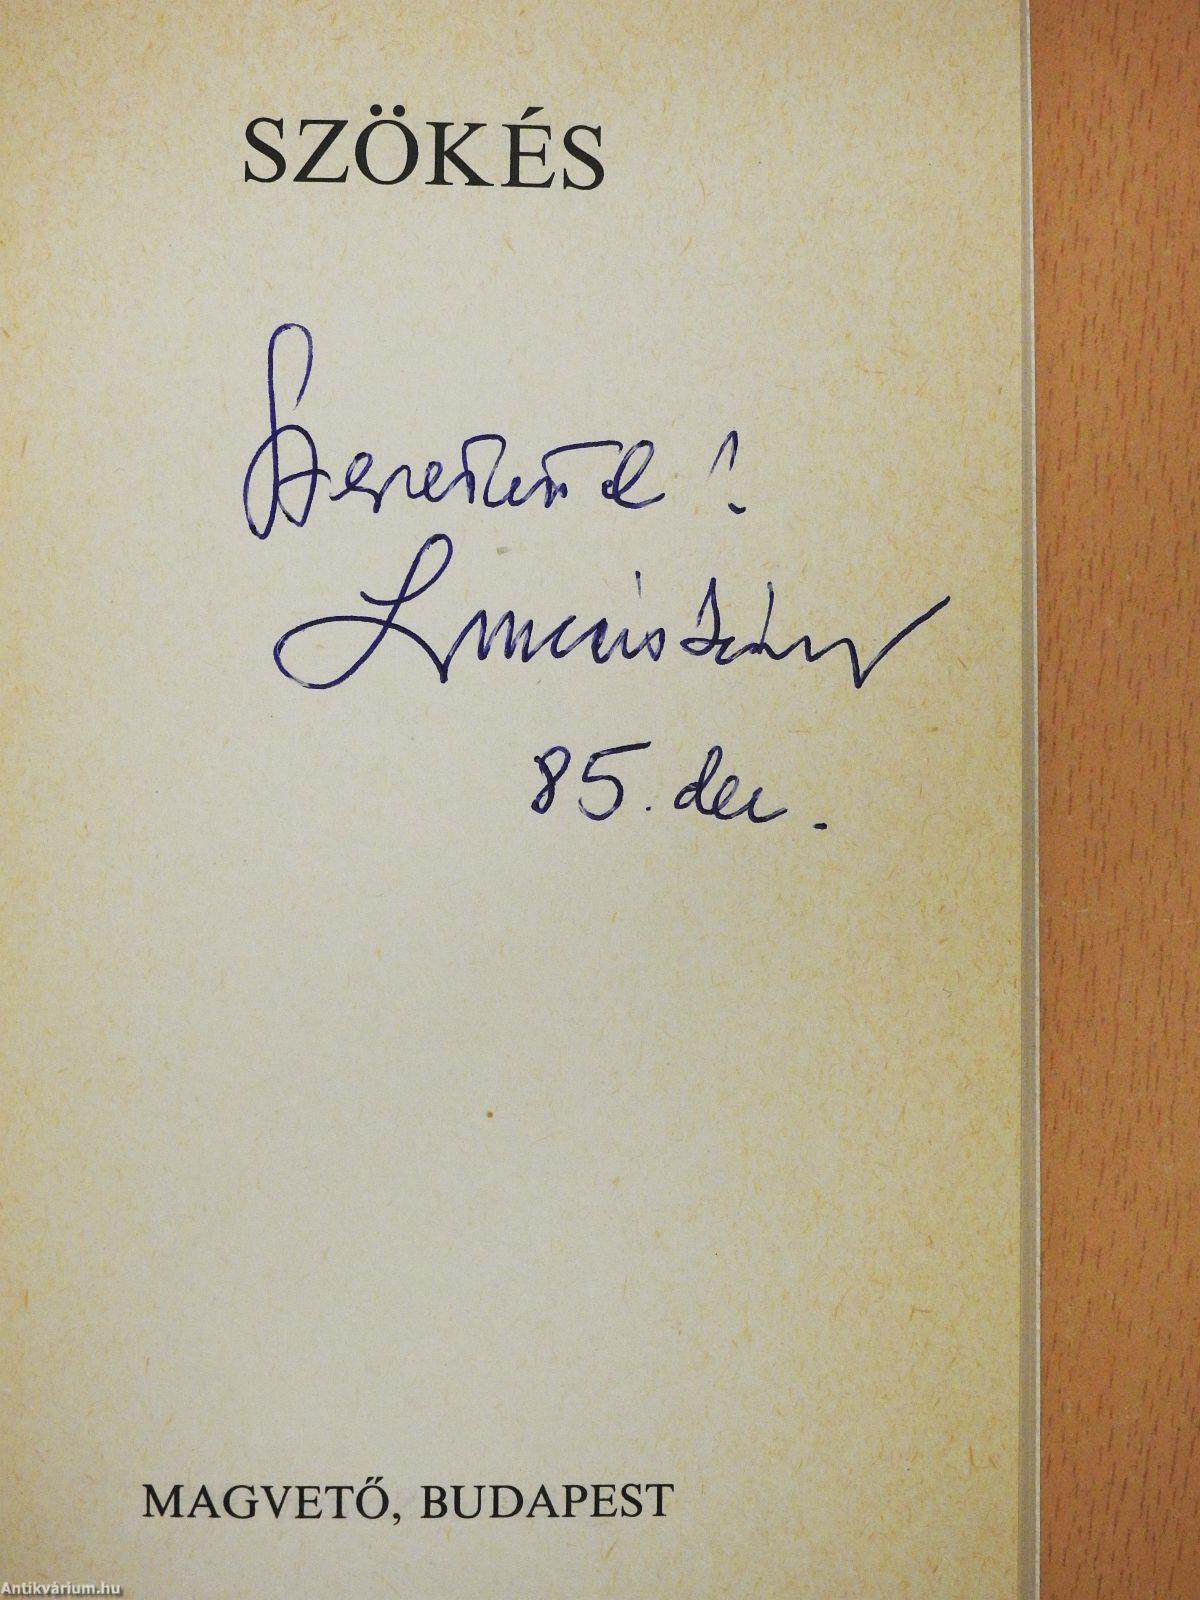 SZÖKÉS
Szeretettel!
85. dec.
MAGVETŐ, BUDAPEST
Antikvárium.hu